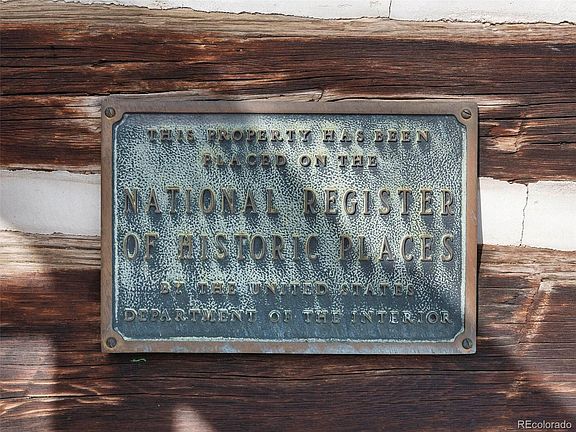 THIS PROPERTY HAS BEEN
PLACED ON THE
NATIONAL REGISTER
OF HISTORIC PLACES
BY THE UNITED STATES
DEPARTMENT OF THE INTERIOR
REcolorado